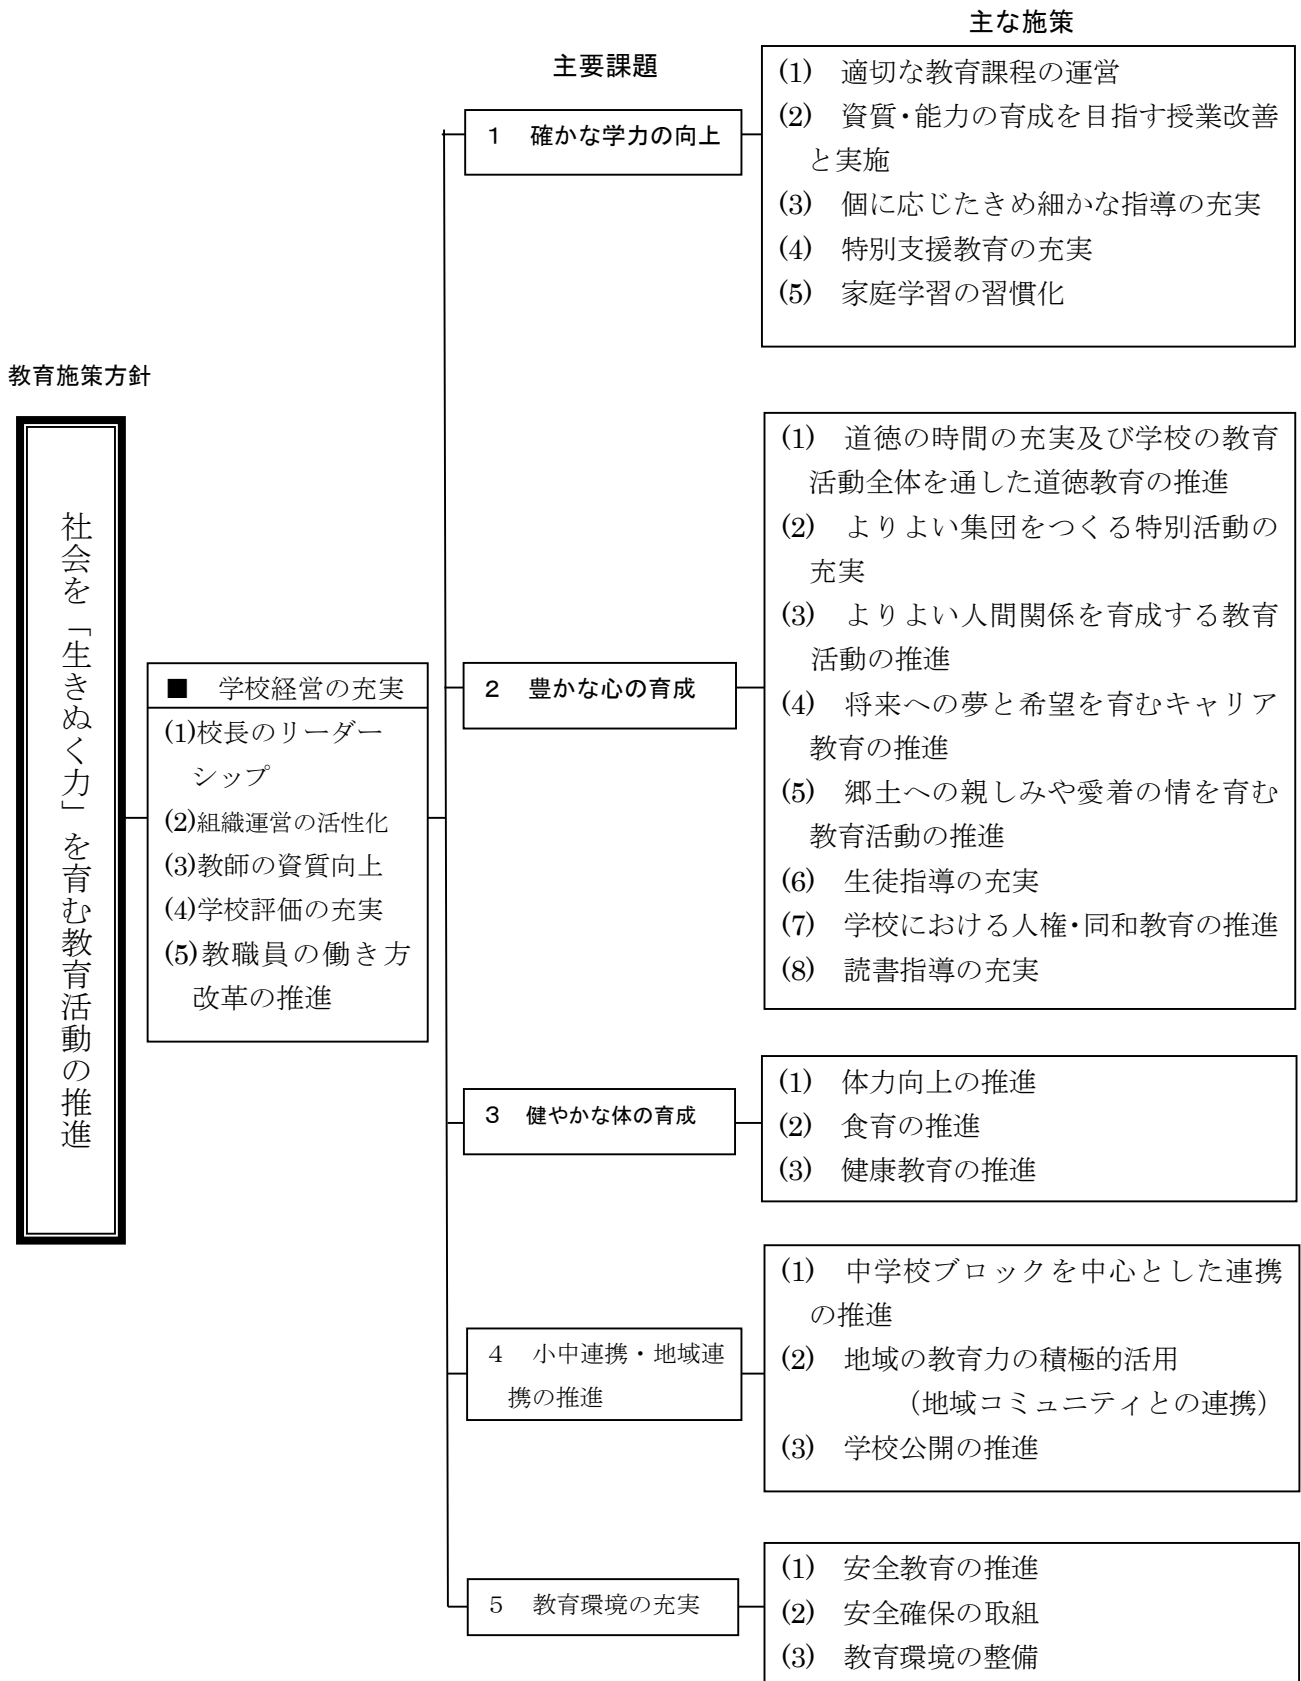 教育施策方針
社会を「生きぬく力」を育む教育活動の推進
■　学校経営の充実
(1)校長のリーダー
シップ
(2)組織運営の活性化
(3)教師の資質向上
(4)学校評価の充実
(5)教職員の働き方
改革の推進
主要課題
主な施策
１　確かな学力の向上
(1)　適切な教育課程の運営
(2)　資質・能力の育成を目指す授業改善
と実施
(3)　個に応じたきめ細かな指導の充実
(4)　特別支援教育の充実
(5)　家庭学習の習慣化
２　豊かな心の育成
(1)　道徳の時間の充実及び学校の教育
活動全体を通した道徳教育の推進
(2)　よりよい集団をつくる特別活動の
充実
(3)　よりよい人間関係を育成する教育
活動の推進
(4)　将来への夢と希望を育むキャリア
教育の推進
(5)　郷土への親しみや愛着の情を育む
教育活動の推進
(6)　生徒指導の充実
(7)　学校における人権・同和教育の推進
(8)　読書指導の充実
３　健やかな体の育成
(1)　体力向上の推進
(2)　食育の推進
(3)　健康教育の推進
４　小中連携・地域連
携の推進
(1)　中学校ブロックを中心とした連携
の推進
(2)　地域の教育力の積極的活用
（地域コミュニティとの連携）
(3)　学校公開の推進
５　教育環境の充実
(1)　安全教育の推進
(2)　安全確保の取組
(3)　教育環境の整備